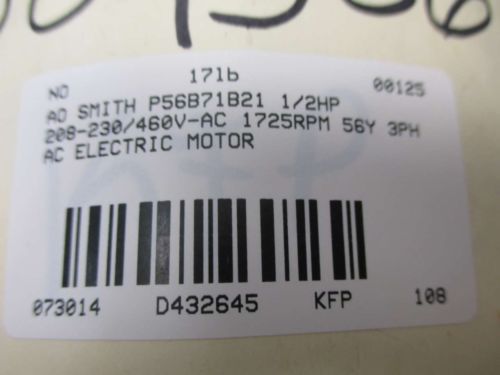 NO 17lb 00125
AO SMITH P56B71B21 1/2HP
208-230/460V-AC 1725RPM 56Y 3PH
AC ELECTRIC MOTOR
073014 D432645 KFP 108